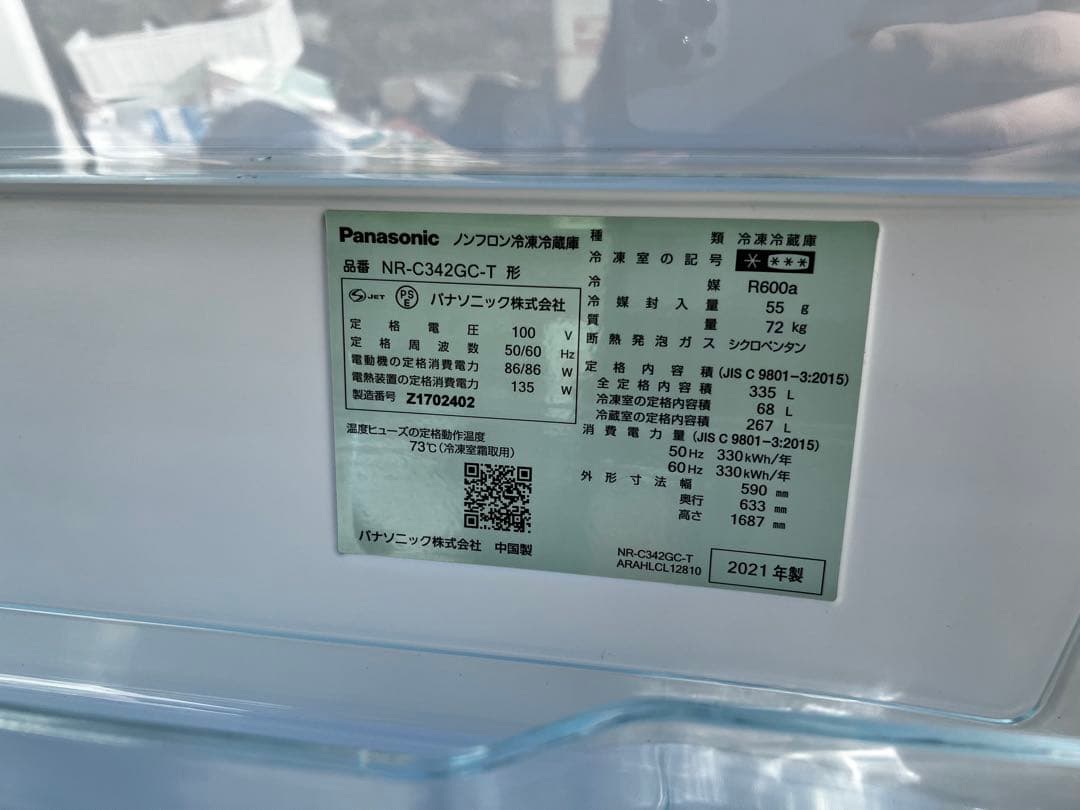 Panasonic ノンフロン冷凍冷蔵庫
品番 NR-C342GC-T 形
S JET PSE パナソニック株式会社
定格電圧 100 V
定格周波数 50/60 Hz
電動機の定格消費電力 86/86 W
電熱装置の定格消費電力 135 W
製造番号 Z1702402
温度ヒューズの定格動作温度
73℃(冷凍室霜取用)
パナソニック株式会社 中国製
種類 冷凍冷蔵庫
冷凍室の記号 * ***
冷媒 R600a
冷媒封入量 55 g
質量 72 kg
断熱発泡ガス シクロペンタン
定格内容積 (JIS C 9801-3:2015)
全定格内容積 335 L
冷凍室の定格内容積 68 L
冷蔵室の定格内容積 267 L
消費電力量 (JIS C 9801-3:2015)
50Hz 330kWh/年
60Hz 330kWh/年
外形寸法 幅 590 mm
奥行 633 mm
高さ 1687 mm
NR-C342GC-T
ARAHLCL12810
2021年製